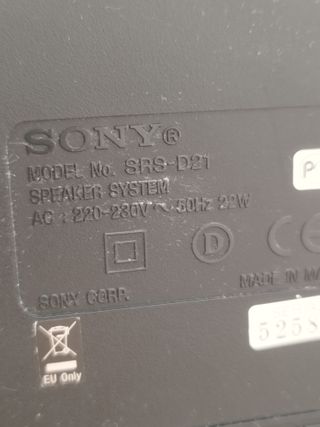 SONY®
MODEL No. SRS-D21
SPEAKER SYSTEM
AC : 220-230V ~ 50Hz 22W
P
D
CE
MADE IN MA
SONY CORP.
5258
EU Only